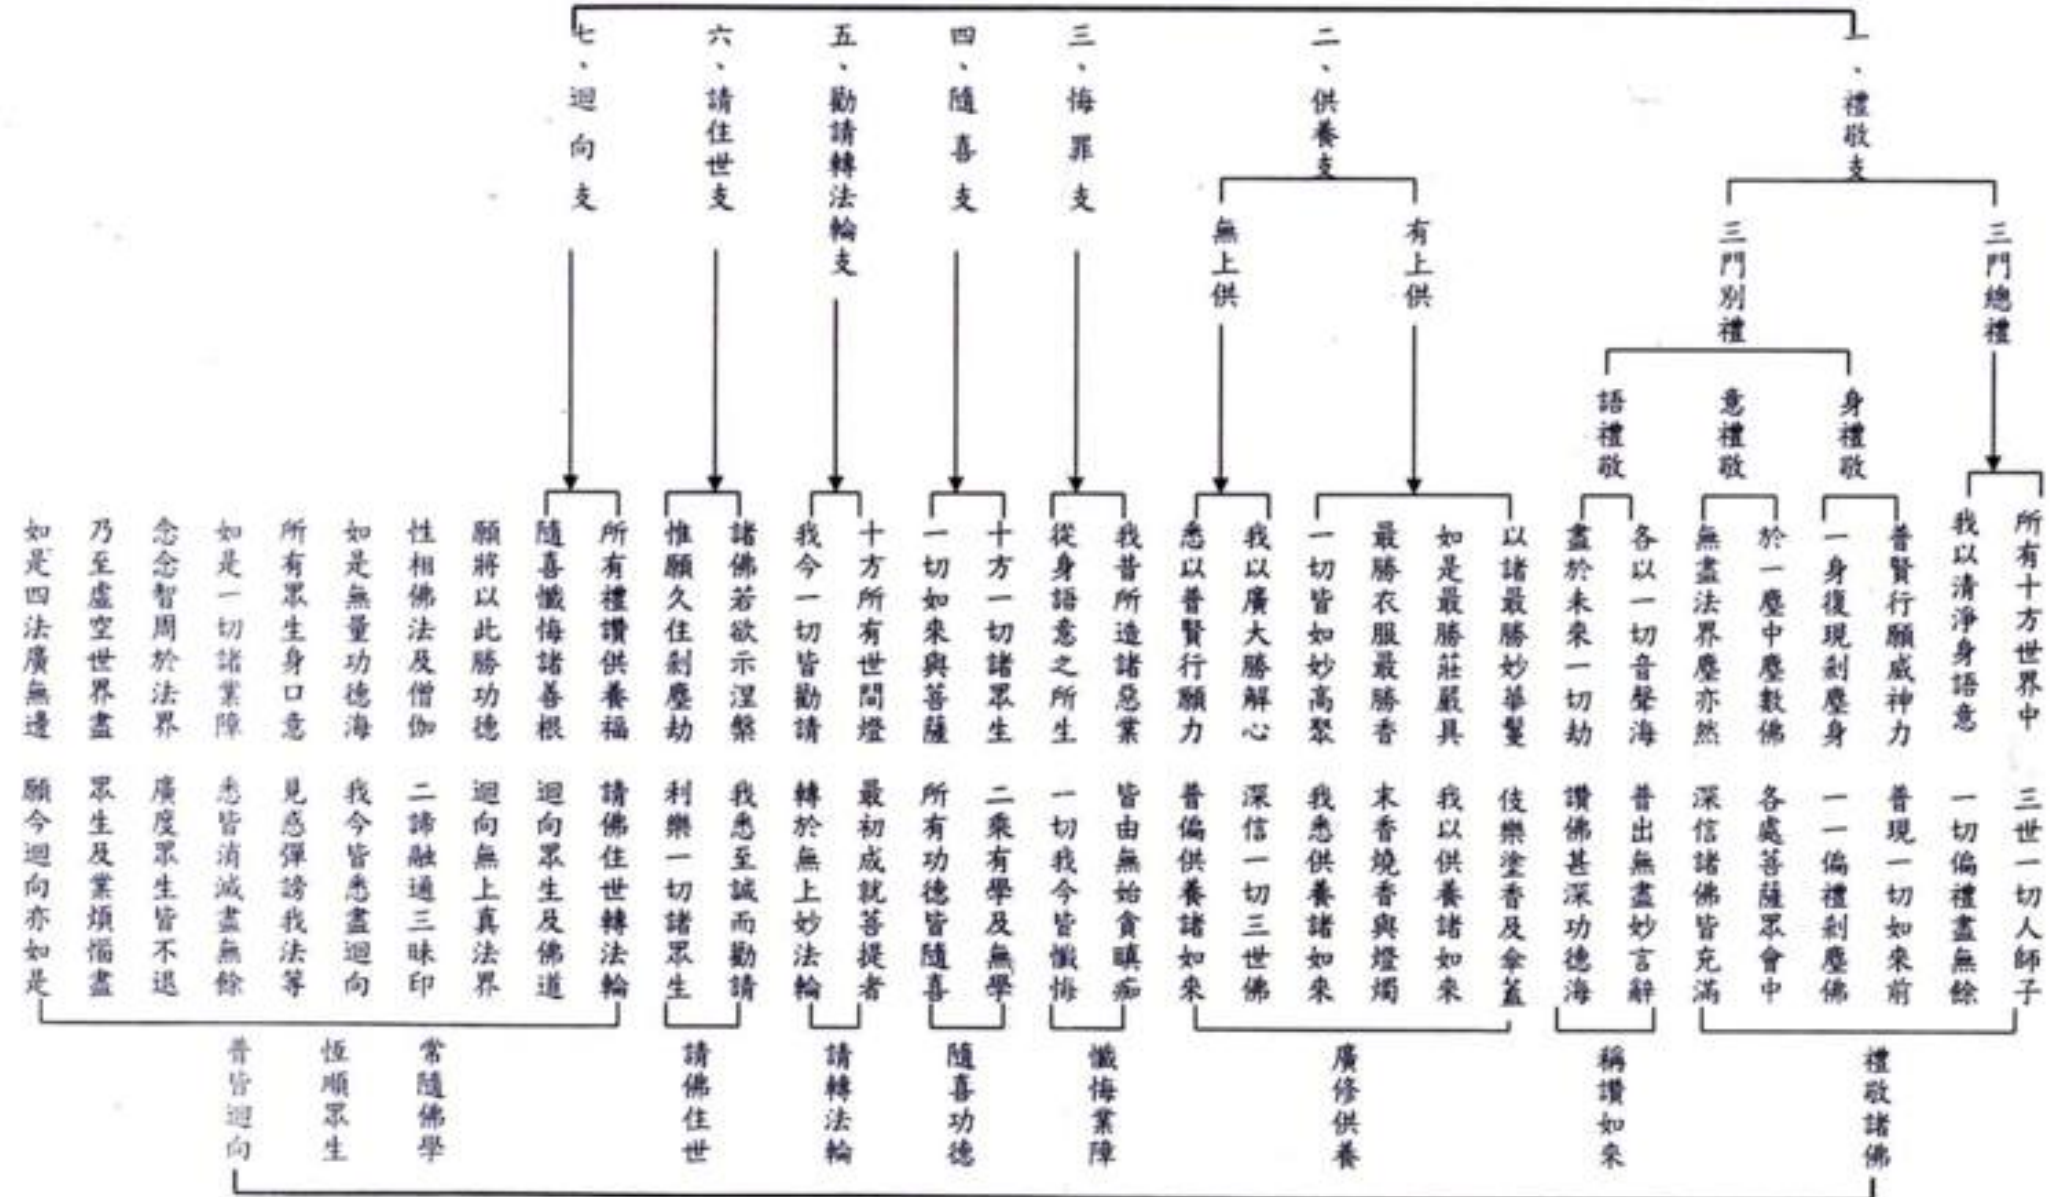 一、禮敬支
二、供養支
三、悔罪支
四、隨喜支
五、勸請轉法輪支
六、請住世支
七、迴向支
三門總禮
三門別禮
有上供
無上供
身禮敬
意禮敬
語禮敬
所有十方世界中 三世一切人師子
我以清淨身語意 一切偏禮盡無餘
普賢行願威神力 普現一切如來前
一身復現剎塵身 一一偏禮剎塵佛
於一塵中塵數佛 各處菩薩眾會中
無盡法界塵亦然 深信諸佛皆充滿
各以一切音聲海 普出無盡妙言辭
盡於未來一切劫 讚佛甚深功德海
以諸最勝妙華鬘 伎樂塗香及傘蓋
如是最勝莊嚴具 我以供養諸如來
最勝衣服最勝香 末香燒香與燈燭
一切皆如妙高聚 我悉供養諸如來
我以廣大勝解心 深信一切三世佛
悉以普賢行願力 普偏供養諸如來
我昔所造諸惡業 皆由無始貪瞋痴
從身語意之所生 一切我今皆懺悔
十方一切諸眾生 二乘有學及無學
一切如來與菩薩 所有功德皆隨喜
十方所有世間燈 最初成就菩提者
我今一切皆勸請 轉於無上妙法輪
諸佛若欲示涅槃 我悉至誠而勸請
惟願久住剎塵劫 利樂一切諸眾生
所有禮讚供養福 請佛住世轉法輪
隨喜懺悔諸善根 迴向眾生及佛道
願將以此勝功德 迴向無上真法界
性相佛法及僧伽 二諦融通三昧印
如是無量功德海 我今皆悉盡迴向
所有眾生身口意 見惑彈謗我法等
如是一切諸業障 悉皆消滅盡無餘
念念智周於法界 廣度眾生皆不退
乃至虛空世界盡 眾生及業煩惱盡
如是四法廣無邊 願今迴向亦如是
禮敬諸佛
稱讚如來
廣修供養
懺悔業障
隨喜功德
請轉法輪
請佛住世
常隨佛學
恆順眾生
普皆迴向